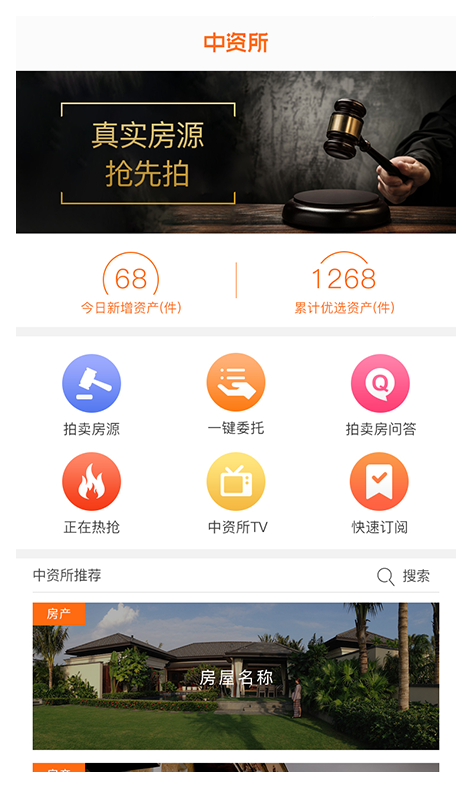 中资所
真实房源
抢先拍
68
今日新增资产(件)
1268
累计优选资产(件)
Q
拍卖房源
一键委托
拍卖房问答
正在热抢
中资所TV
快速订阅
中资所推荐
搜索
房产
房屋名称
房产